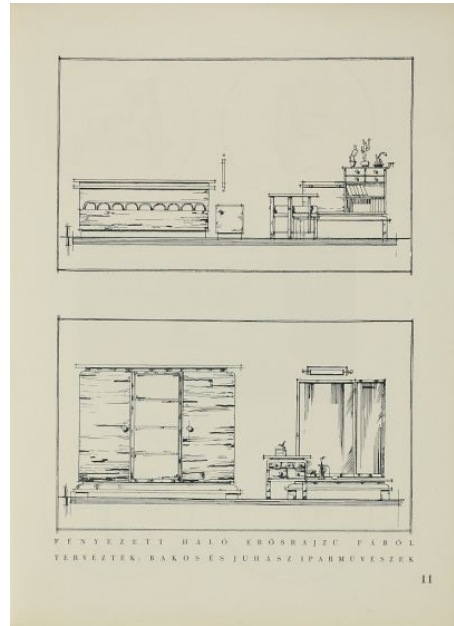 FÉNYEZETT HÁLÓ ERŐSRAJZÚ FÁBÓL
TERVEZTÉK: BAKOS ÉS JUHÁSZ IPARMŰVÉSZEK
11